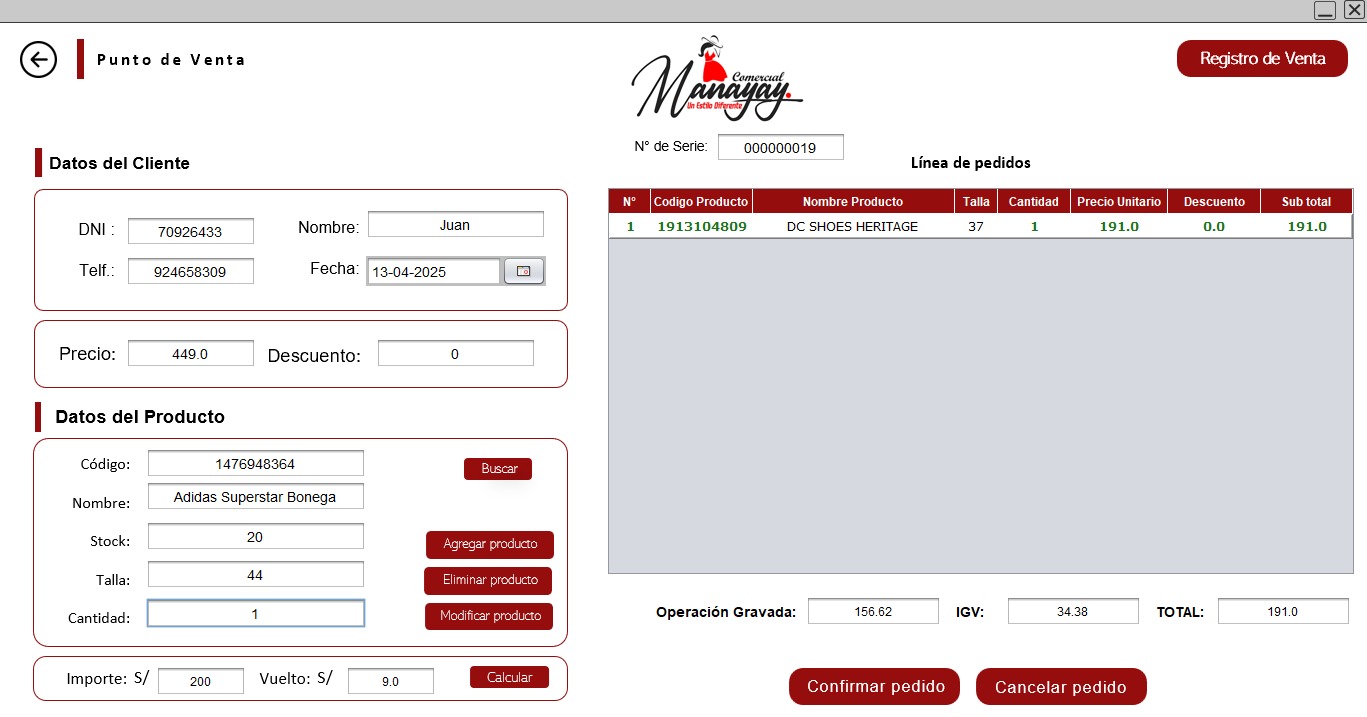 Punto de Venta
Comercial
Manayay.
Un Estilo Diferente
Registro de Venta
N° de Serie: 000000019
Datos del Cliente
DNI : 70926433
Nombre: Juan
Telf.: 924658309
Fecha: 13-04-2025
Precio: 449.0
Descuento: 0
Datos del Producto
Código: 1476948364
Buscar
Nombre: Adidas Superstar Bonega
Stock: 20
Agregar producto
Talla: 44
Eliminar producto
Cantidad: 1
Modificar producto
Importe: S/ 200
Vuelto: S/ 9.0
Calcular
Línea de pedidos
N° Codigo Producto Nombre Producto Talla Cantidad Precio Unitario Descuento Sub total
1 1913104809 DC SHOES HERITAGE 37 1 191.0 0.0 191.0
Operación Gravada: 156.62 IGV: 34.38 TOTAL: 191.0
Confirmar pedido
Cancelar pedido